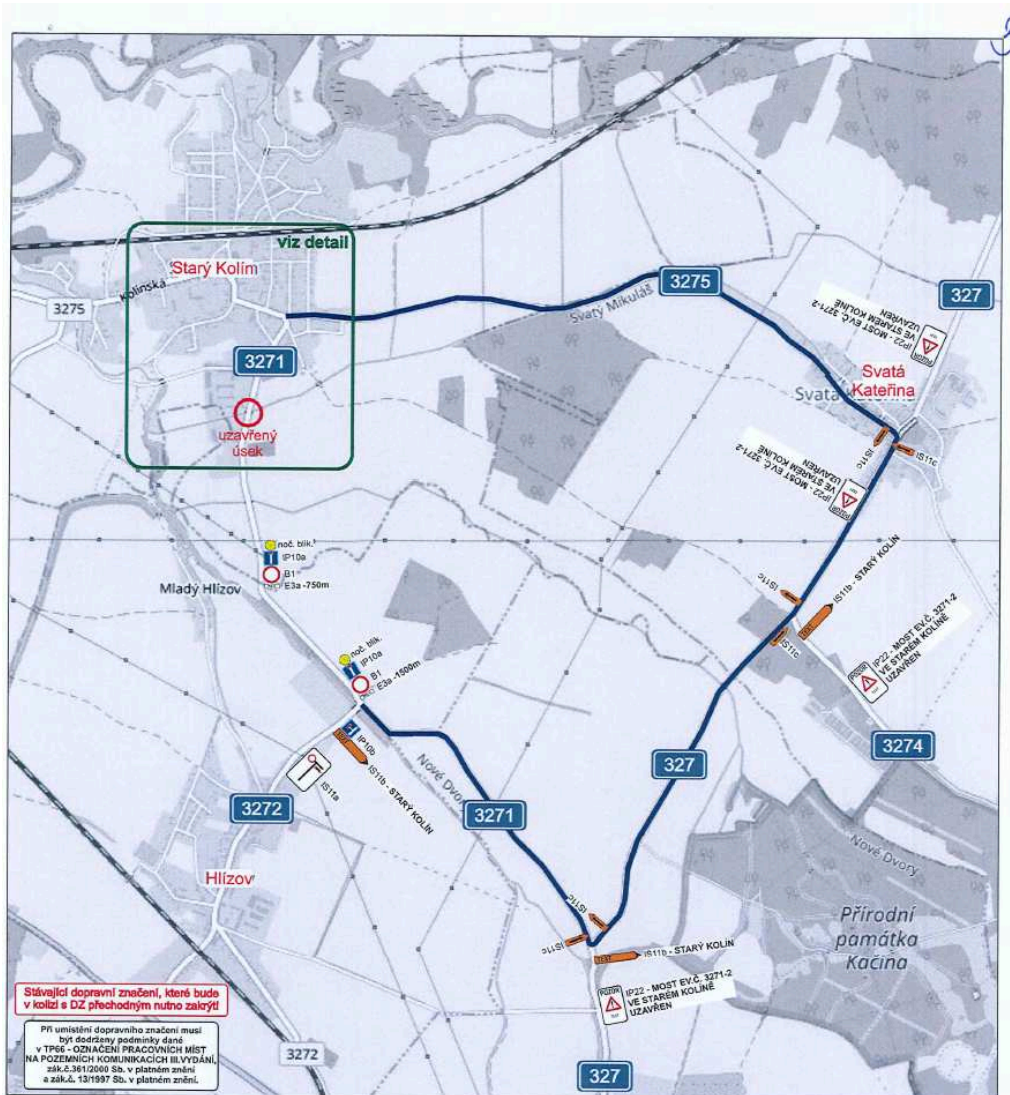 viz detail
Starý Kolín
Kolínská
3275
3271
uzavřený
úsek
Svatý Mikuláš
3275
327
IP22 - MOST EV.Č. 3271-2
VE STARÉM KOLÍNĚ
UZAVŘEN
POZOR
Svatá
Kateřina
IS11c
IS11c
IP22 - MOST EV.Č. 3271-2
VE STARÉM KOLÍNĚ
UZAVŘEN
POZOR
noč. blik.
IP10a
B1
E3a -750m
Mladý Hlízov
IS11c
IS11b - STARÝ KOLÍN
IS11c
POZOR
IP22 - MOST EV.Č. 3271-2
VE STARÉM KOLÍNĚ
UZAVŘEN
3274
noč. blik.
IP10a
B1
E3a -1500m
IP10b
IS11b - STARÝ KOLÍN
IS11a
3272
Nové Dvory
3271
327
Nové Dvory
Hlízov
Přírodní
památka
Kačina
IS11c
IS11c
IS11b - STARÝ KOLÍN
POZOR
IP22 - MOST EV.Č. 3271-2
VE STARÉM KOLÍNĚ
UZAVŘEN
327
3272
Stávající dopravní značení, které bude
v kolizi s DZ přechodným nutno zakrýt!
Při umístění dopravního značení musí
být dodrženy podmínky dané
v TP66 - OZNAČENÍ PRACOVNÍCH MÍST
NA POZEMNÍCH KOMUNIKACÍCH III.VYDÁNÍ,
zák.č.361/2000 Sb. v platném znění
a zák.č. 13/1997 Sb. v platném znění.